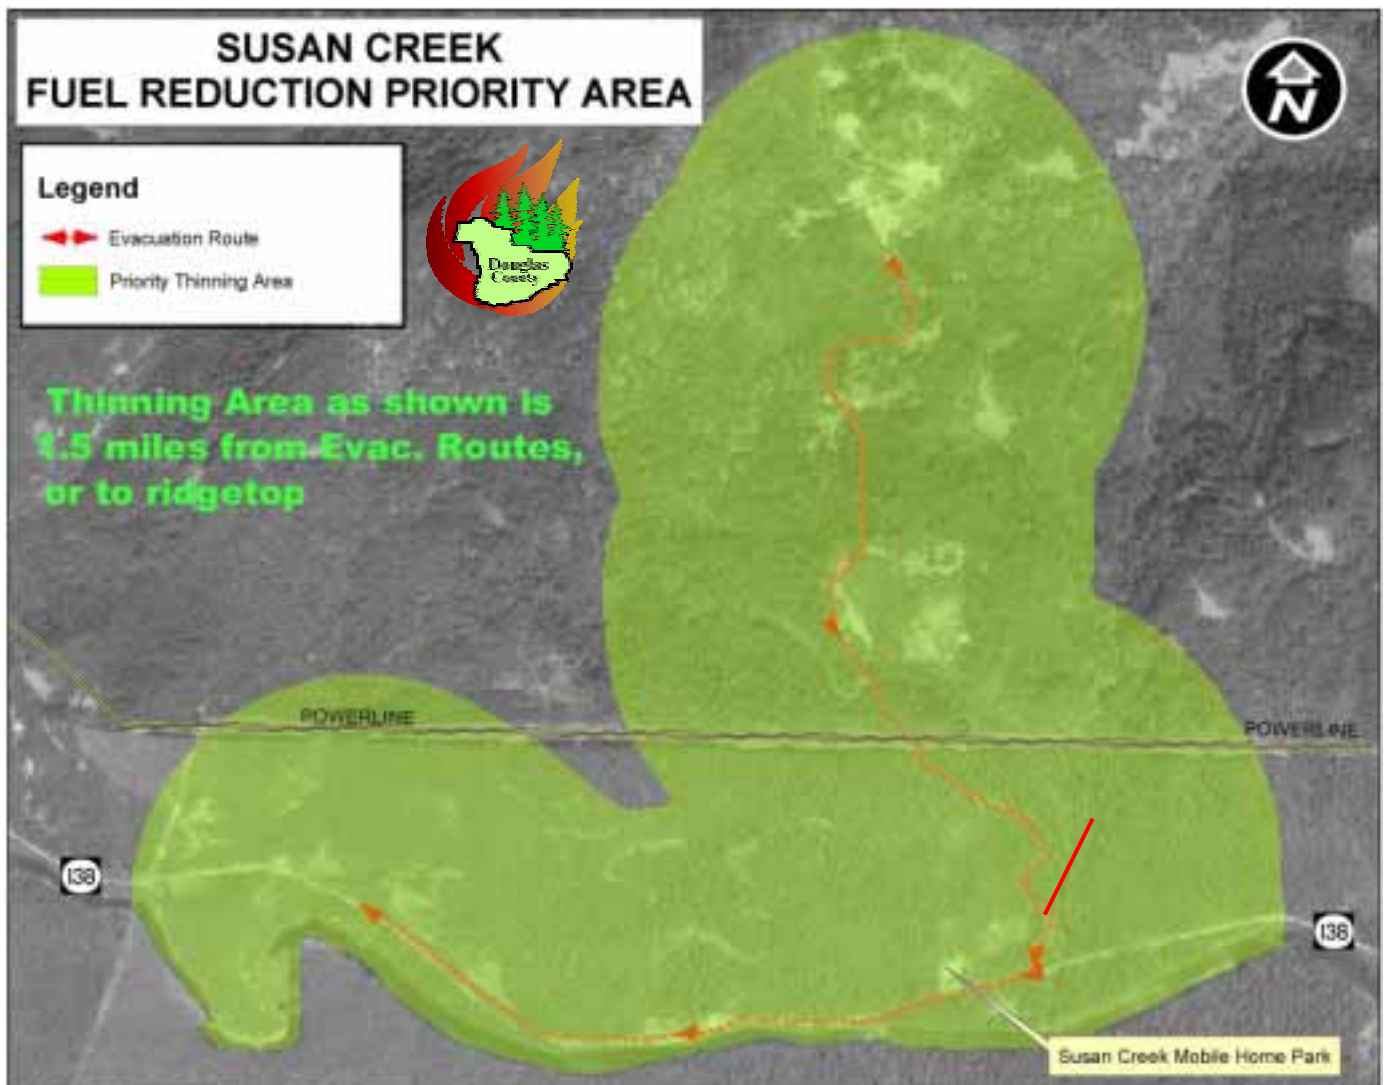 SUSAN CREEK
FUEL REDUCTION PRIORITY AREA
N
Legend
Evacuation Route
Priority Thinning Area
Douglas
County
Thinning Area as shown is
1.5 miles from Evac. Routes,
or to ridgetop
POWERLINE
POWERLINE
138
138
Susan Creek Mobile Home Park